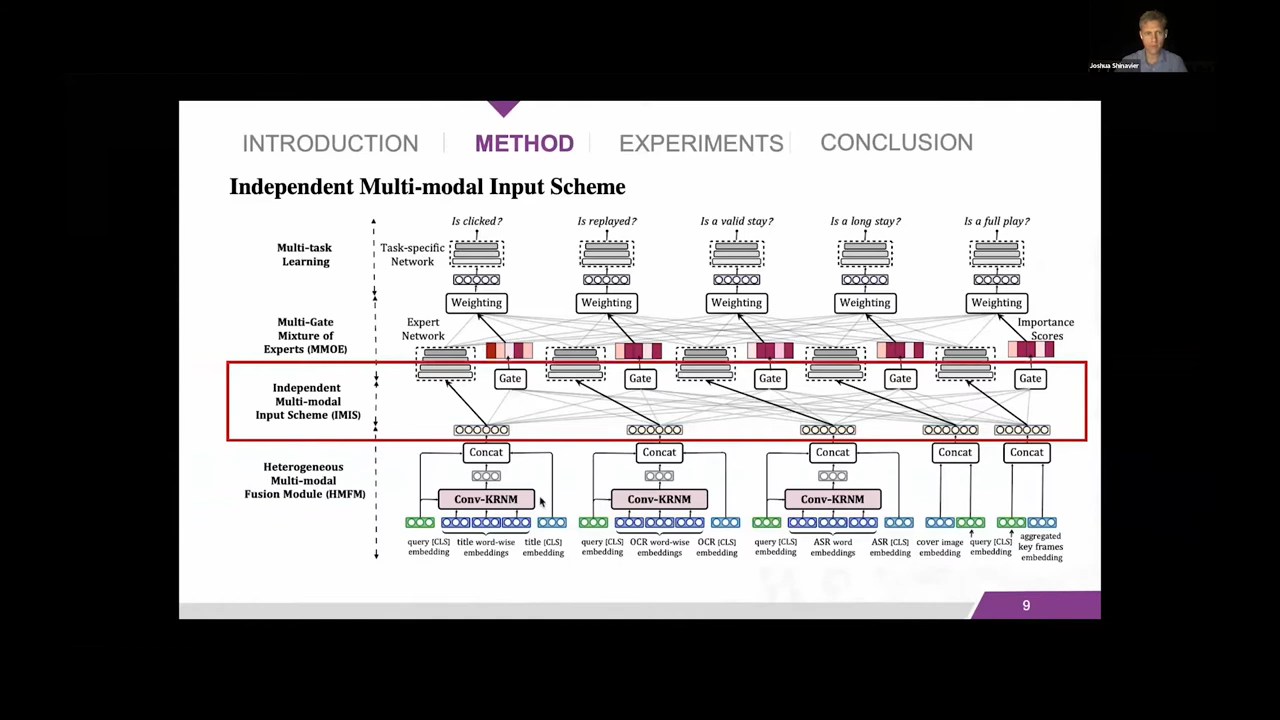 Joshua Shinavier
INTRODUCTION METHOD EXPERIMENTS CONCLUSION
Independent Multi-modal Input Scheme
Is clicked? Is replayed? Is a valid stay? Is a long stay? Is a full play?
Multi-task
Learning
Task-specific
Network
Weighting Weighting Weighting Weighting Weighting
Multi-Gate
Mixture of
Experts (MMOE)
Expert
Network
Importance
Scores
Gate Gate Gate Gate Gate
Independent
Multi-modal
Input Scheme (IMIS)
Concat Concat Concat Concat Concat
Heterogeneous
Multi-modal
Fusion Module (HMFM)
Conv-KRNM Conv-KRNM Conv-KRNM
query [CLS]
embedding
title word-wise
embeddings
title [CLS]
embedding
query [CLS]
embedding
OCR word-wise
embeddings
OCR [CLS]
embedding
query [CLS]
embedding
ASR word
embeddings
ASR [CLS]
embedding
cover image
embedding
query [CLS]
embedding
aggregated
key frames
embedding
9